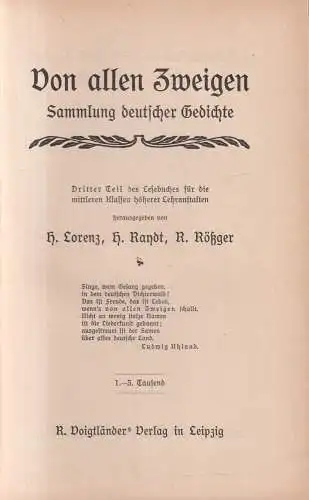 Von allen Zweigen
Sammlung deutscher Gedichte
Dritter Teil des Lesebuches für die
mittleren Klassen höherer Lehranstalten
herausgegeben von
H. Lorenz, H. Raydt, R. Rößger
Singe, wem Gesang gegeben,
in dem deutschen Dichterwald!
Das ist Freude, das ist Leben,
wenn's von allen Zweigen schallt.
Nicht an wenig stolze Namen
ist die Liederkunst gebannt;
ausgestreuet ist der Samen
über alles deutsche Land.
Ludwig Uhland.
1.–5. Tausend
R. Voigtländer's Verlag in Leipzig